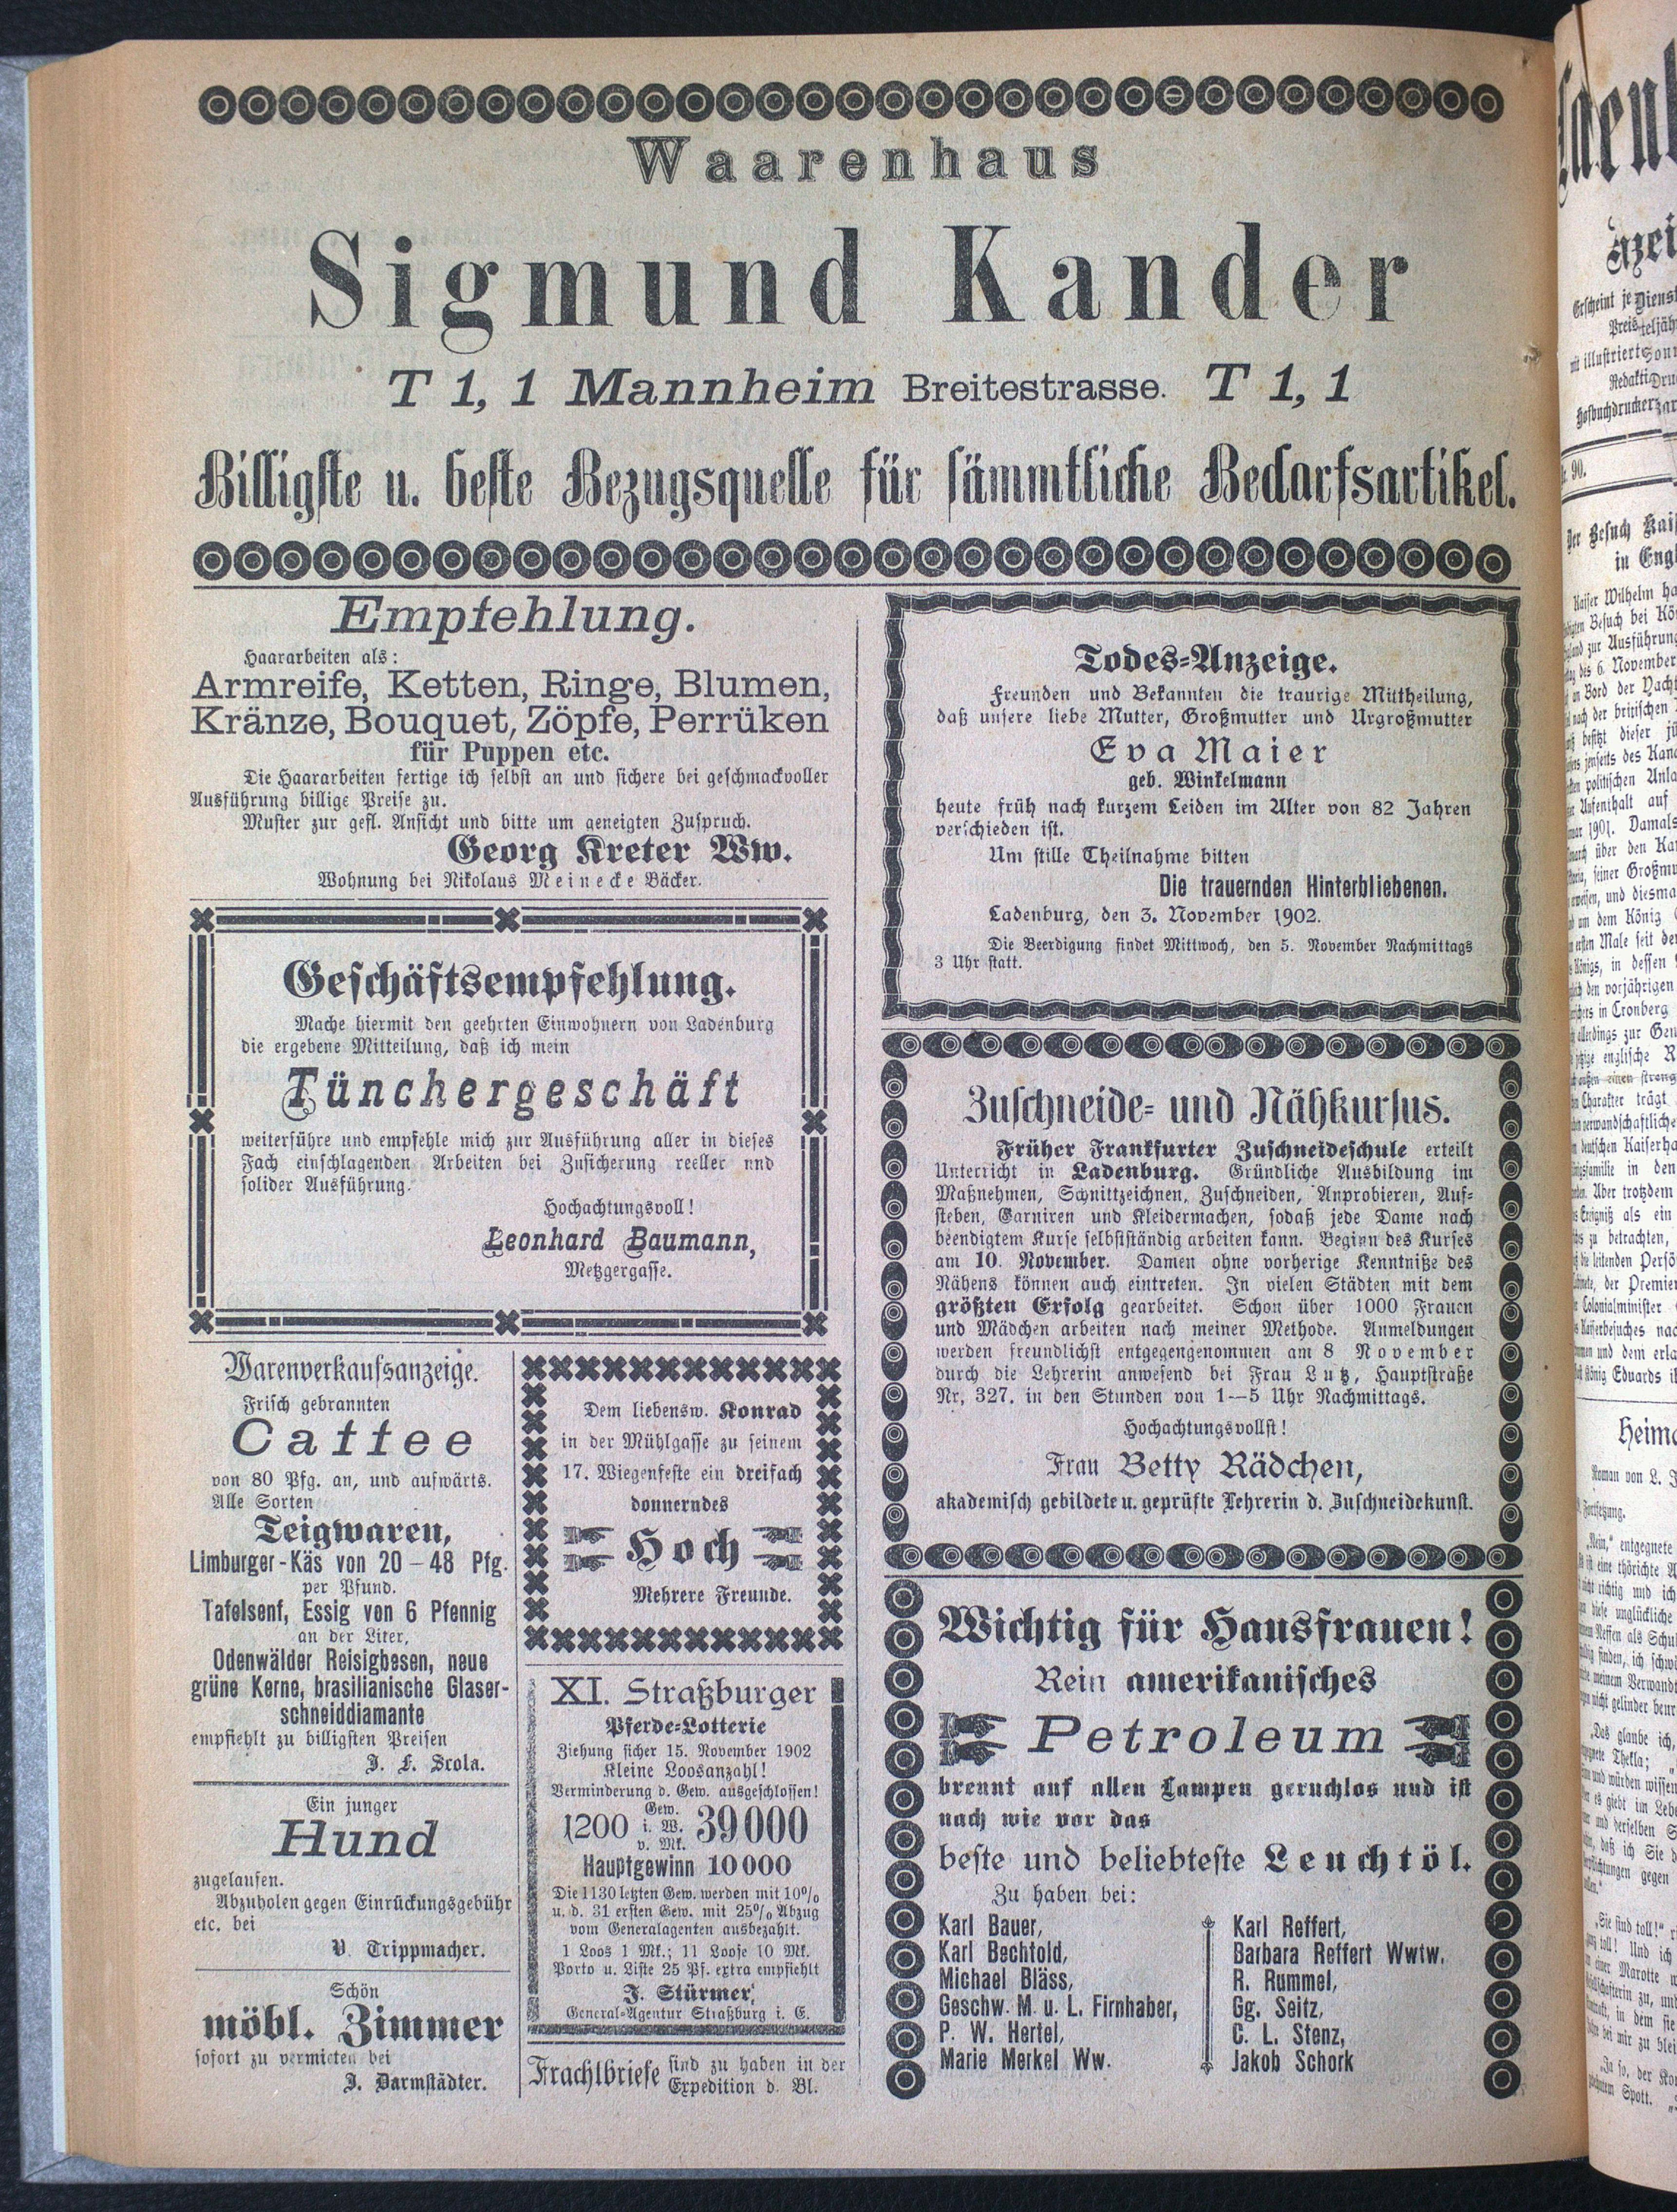 Waarenhaus
Sigmund Kander
T 1, 1 Mannheim Breitestrasse. T 1, 1
Billigste u. beste Bezugsquelle für sämmtliche Bedarfsartikel.
Empfehlung.
Haararbeiten als:
Armreife, Ketten, Ringe, Blumen,
Kränze, Bouquet, Zöpfe, Perrüken
für Puppen etc.
Die Haararbeiten fertige ich selbst an und sichere bei geschmackvoller
Ausführung billige Preise zu.
Muster zur gefl. Ansicht und bitte um geneigten Zuspruch.
Georg Kreter Ww.
Wohnung bei Nikolaus Meinecke Bäcker.
Geschäftsempfehlung.
Mache hiermit den geehrten Einwohnern von Ladenburg
die ergebene Mitteilung, daß ich mein
Tünchergeschäft
weiterführe und empfehle mich zur Ausführung aller in dieses
Fach einschlagenden Arbeiten bei Zusicherung reeller und
solider Ausführung.
Hochachtungsvoll!
Leonhard Baumann,
Metzgergasse.
Warenverkaufsanzeige.
Frisch gebrannten
Caffee
von 80 Pfg. an, und aufwärts.
Alle Sorten
Teigwaren,
Limburger-Käs von 20-48 Pfg.
per Pfund.
Tafelsenf, Essig von 6 Pfennig
an der Liter,
Odenwälder Reisigbesen, neue
grüne Kerne, brasilianische Glaser-
schneiddiamante
empfiehlt zu billigsten Preisen
J. F. Scola.
Ein junger
Hund
zugelaufen.
Abzuholen gegen Einrückungsgebühr
etc. bei
V. Trippmacher.
Schön
möbl. Zimmer
sofort zu vermieten bei
J. Darmstädter.
Dem liebensw. Konrad
in der Mühlgasse zu seinem
17. Wiegenfeste ein dreifach
donnerndes
Hoch
Mehrere Freunde.
XI. Straßburger
Pferde-Lotterie
Ziehung sicher 15. November 1902
Kleine Loosanzahl!
Verminderung d. Gew. ausgeschlossen!
1200 Gew. i. W. v. Mk. 39000
Hauptgewinn 10000
Die 1130 letzten Gew. werden mit 10%
u. d. 31 ersten Gew. mit 25% Abzug
vom Generalagenten ausbezahlt.
1 Loos 1 Mk.; 11 Loose 10 Mk.
Porto u. Liste 25 Pf. extra empfiehlt
J. Stürmer,
General-Agentur Straßburg i. E.
Frachtbriefe sind zu haben in der
Expedition d. Bl.
Todes-Anzeige.
Freunden und Bekannten die traurige Mittheilung,
daß unsere liebe Mutter, Großmutter und Urgroßmutter
Eva Maier
geb. Winkelmann
heute früh nach kurzem Leiden im Alter von 82 Jahren
verschieden ist.
Um stille Theilnahme bitten
Die trauernden Hinterbliebenen.
Ladenburg, den 3. November 1902.
Die Beerdigung findet Mittwoch, den 5. November Nachmittags
3 Uhr statt.
Zuschneide- und Nähkursus.
Früher Frankfurter Zuschneideschule erteilt
Unterricht in Ladenburg. Gründliche Ausbildung im
Maßnehmen, Schnittzeichnen, Zuschneiden, Anprobieren, Auf-
steben, Garniren und Kleidermachen, sodaß jede Dame nach
beendigtem Kurse selbstständig arbeiten kann. Beginn des Kurses
am 10. November. Damen ohne vorherige Kenntniße des
Nähens können auch eintreten. In vielen Städten mit dem
größten Erfolg gearbeitet. Schon über 1000 Frauen
und Mädchen arbeiten nach meiner Methode. Anmeldungen
werden freundlichst entgegengenommen am 8 November
durch die Lehrerin anwesend bei Frau Lutz, Hauptstraße
Nr, 327. in den Stunden von 1--5 Uhr Nachmittags.
Hochachtungsvollst!
Frau Betty Rädchen,
akademisch gebildete u. geprüfte Lehrerin d. Zuschneidekunst.
Wichtig für Hausfrauen!
Rein amerikanisches
Petroleum
brennt auf allen Lampen geruchlos und ist
nach wie vor das
beste und beliebteste Leuchtöl.
Zu haben bei:
Karl Bauer,
Karl Bechtold,
Michael Bläss,
Geschw. M. u. L. Firnhaber,
P. W. Hertel,
Marie Merkel Ww.
Karl Reffert,
Barbara Reffert Wwtw.
R. Rummel,
Gg. Seitz,
C. L. Stenz,
Jakob Schork